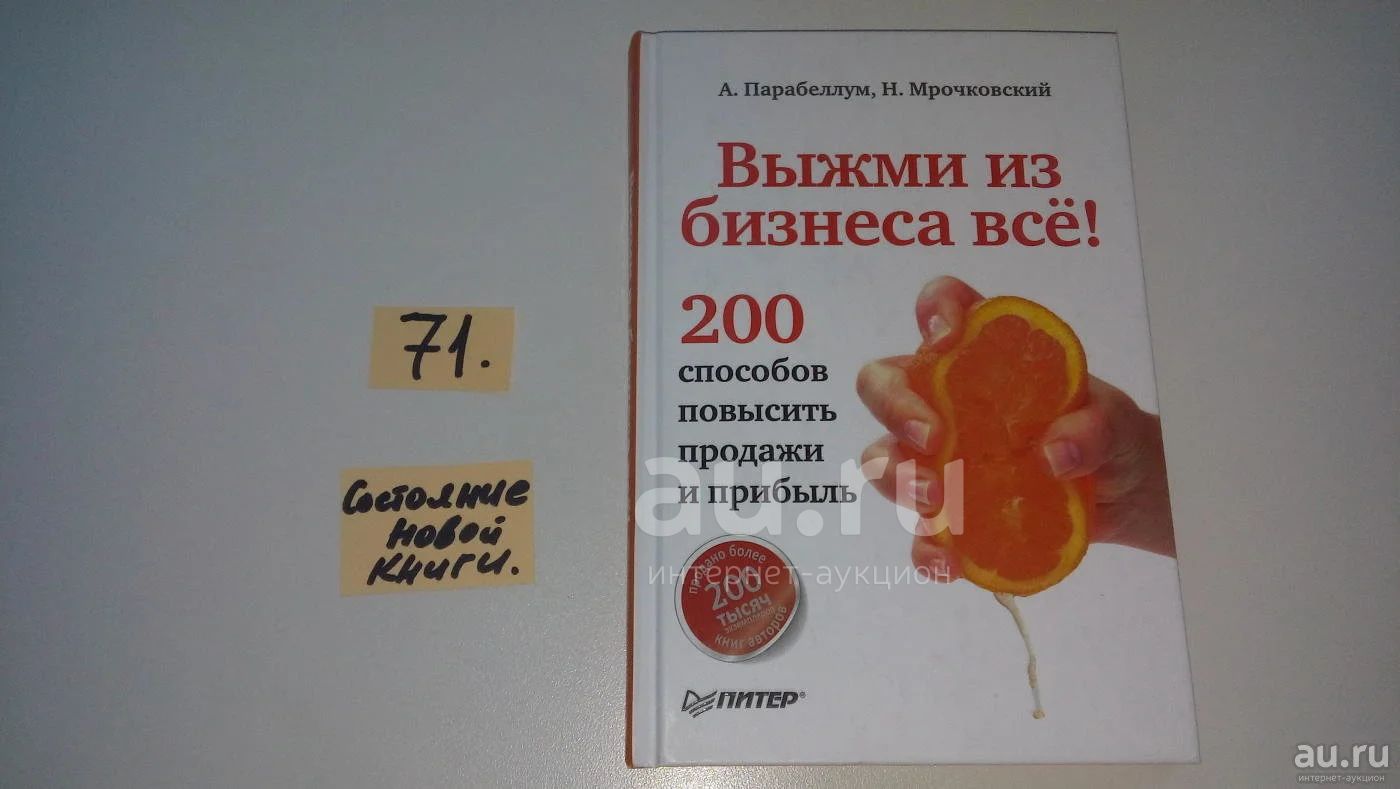 71.
Состояние
новой
книги.
А. Парабеллум, Н. Мрочковский
Выжми из
бизнеса всё!
200
способов
повысить
продажи
и прибыль
продано более
200
тысяч
экземпляров
книг авторов
ПИТЕР®
au.ru
интернет-аукцион
au.ru
интернет-аукцион